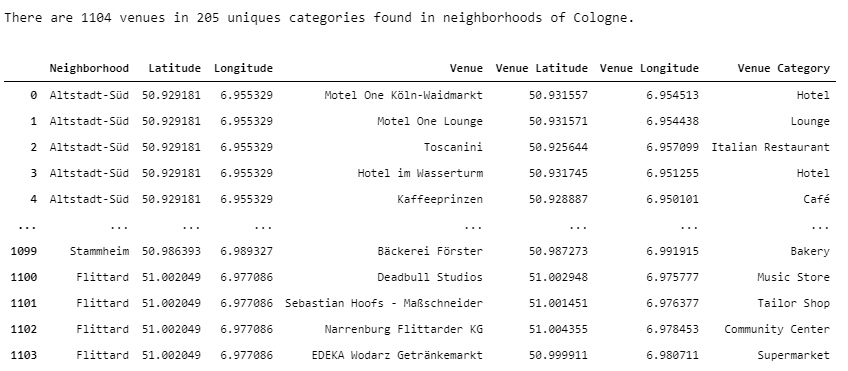 There are 1104 venues in 205 uniques categories found in neighborhoods of Cologne.
Neighborhood Latitude Longitude Venue Venue Latitude Venue Longitude Venue Category
0 Altstadt-Süd 50.929181 6.955329 Motel One Köln-Waidmarkt 50.931557 6.954513 Hotel
1 Altstadt-Süd 50.929181 6.955329 Motel One Lounge 50.931571 6.954438 Lounge
2 Altstadt-Süd 50.929181 6.955329 Toscanini 50.925644 6.957099 Italian Restaurant
3 Altstadt-Süd 50.929181 6.955329 Hotel im Wasserturm 50.931745 6.951255 Hotel
4 Altstadt-Süd 50.929181 6.955329 Kaffeeprinzen 50.928887 6.950101 Café
... ... ... ... ... ... ... ...
1099 Stammheim 50.986393 6.989327 Bäckerei Förster 50.987273 6.991915 Bakery
1100 Flittard 51.002049 6.977086 Deadbull Studios 51.002948 6.975777 Music Store
1101 Flittard 51.002049 6.977086 Sebastian Hoofs - Maßschneider 51.001451 6.976377 Tailor Shop
1102 Flittard 51.002049 6.977086 Narrenburg Flittarder KG 51.004355 6.978453 Community Center
1103 Flittard 51.002049 6.977086 EDEKA Wodarz Getränkemarkt 50.999911 6.980711 Supermarket